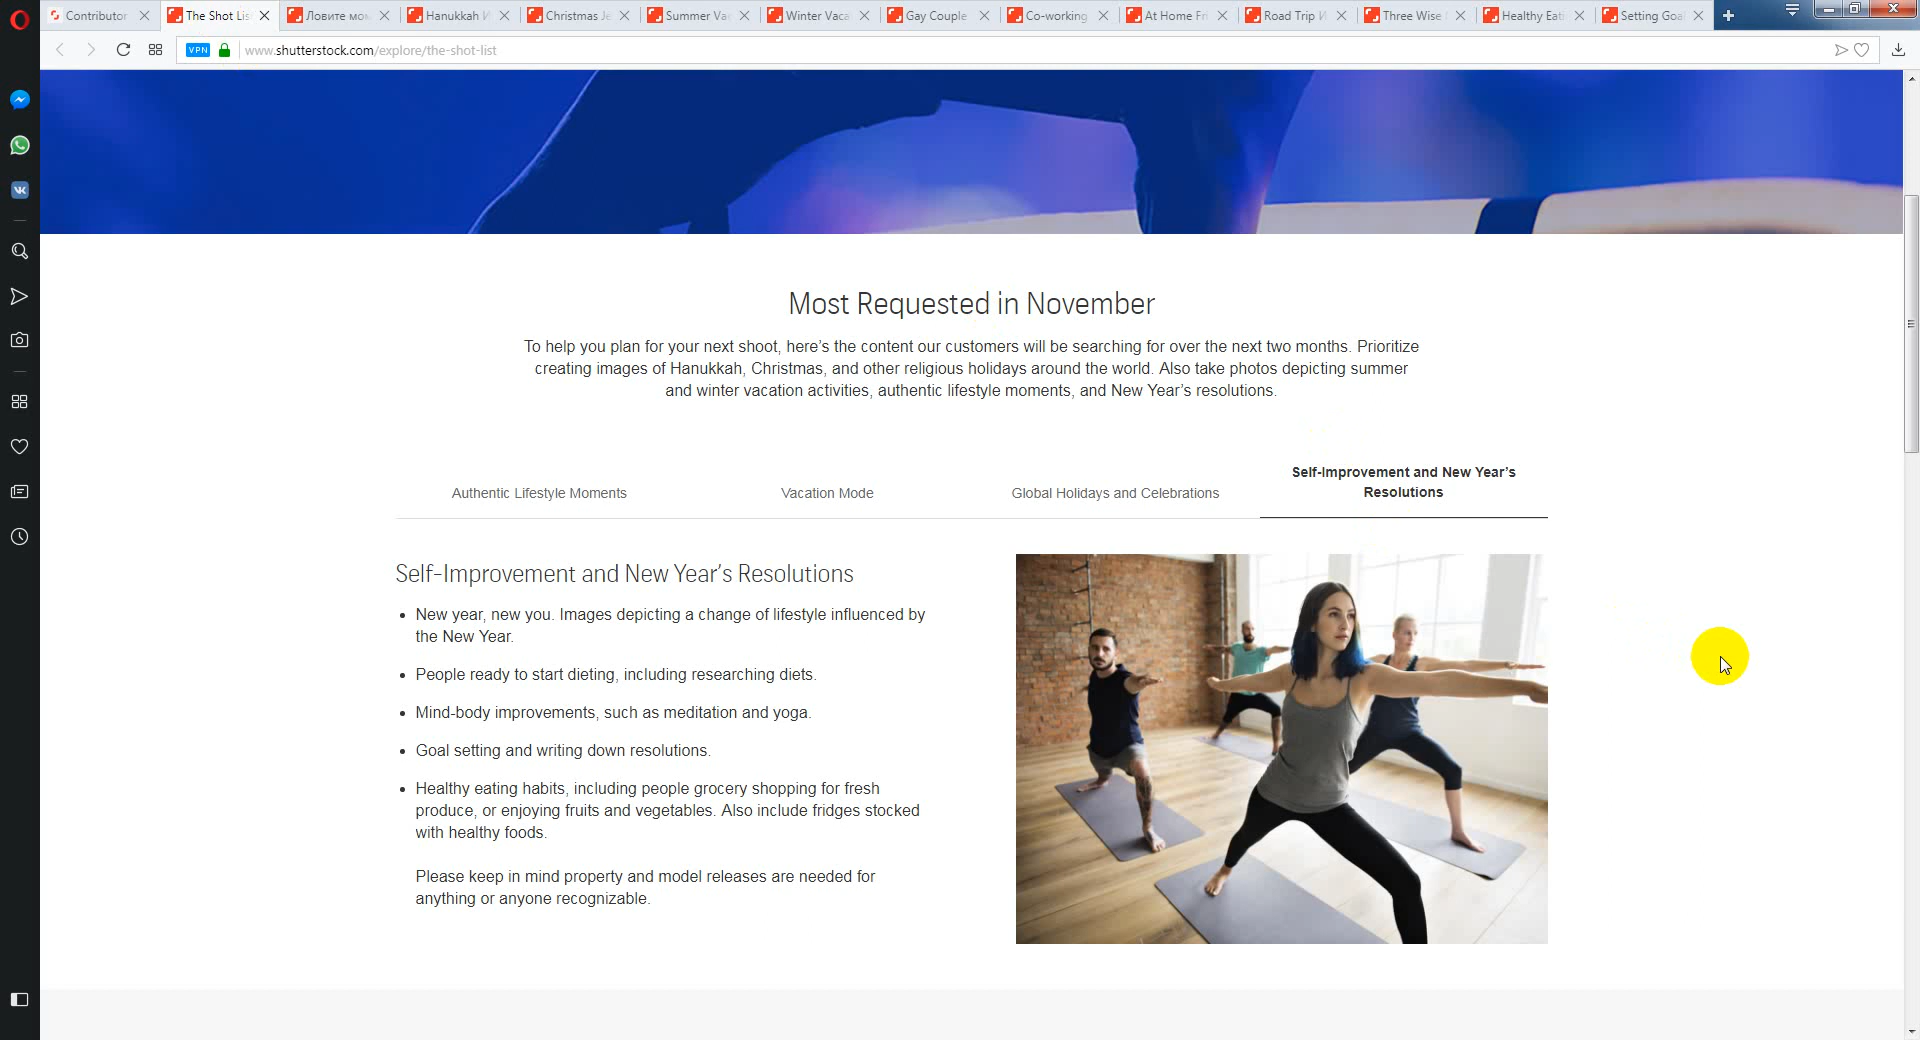 Contributor
The Shot Lis
Ловите мо
Hanukkah
Christmas Je
Summer Va
Winter Vaca
Gay Couple
Co-working
At Home Fri
Road Trip
Three Wise
Healthy Eati
Setting Goa
VPN
www.shutterstock.com/explore/the-shot-list
Most Requested in November
To help you plan for your next shoot, here’s the content our customers will be searching for over the next two months. Prioritize
creating images of Hanukkah, Christmas, and other religious holidays around the world. Also take photos depicting summer
and winter vacation activities, authentic lifestyle moments, and New Year’s resolutions.
Authentic Lifestyle Moments
Vacation Mode
Global Holidays and Celebrations
Self-Improvement and New Year’s
Resolutions
Self-Improvement and New Year’s Resolutions
• New year, new you. Images depicting a change of lifestyle influenced by
the New Year.
• People ready to start dieting, including researching diets.
• Mind-body improvements, such as meditation and yoga.
• Goal setting and writing down resolutions.
• Healthy eating habits, including people grocery shopping for fresh
produce, or enjoying fruits and vegetables. Also include fridges stocked
with healthy foods.
Please keep in mind property and model releases are needed for
anything or anyone recognizable.